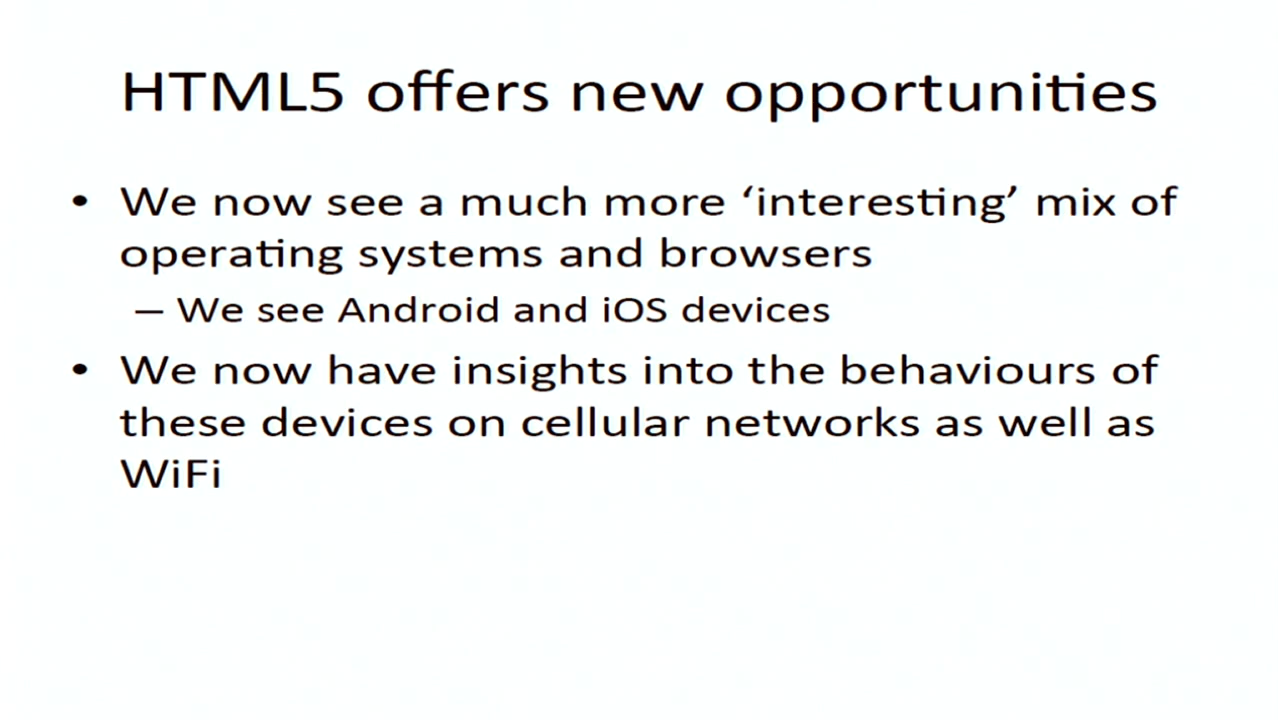 HTML5 offers new opportunities
• We now see a much more ‘interesting’ mix of
operating systems and browsers
– We see Android and iOS devices
• We now have insights into the behaviours of
these devices on cellular networks as well as
WiFi